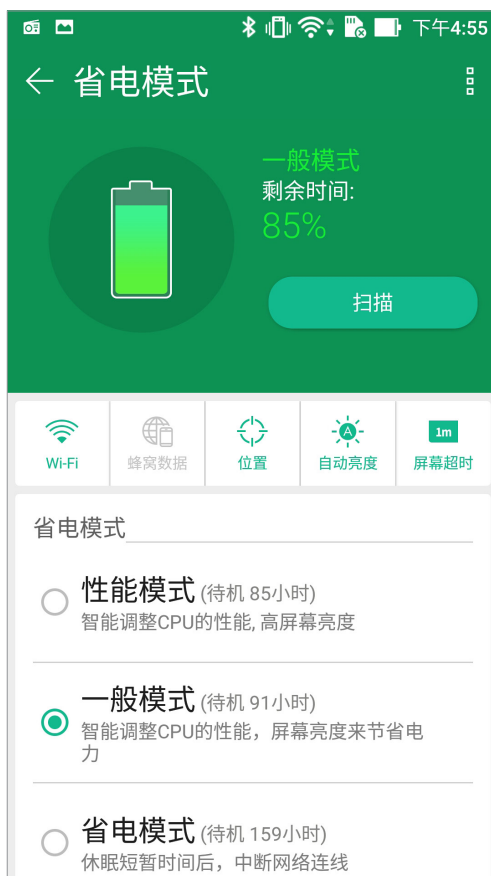 下午4:55
省电模式
一般模式
剩余时间:
85%
扫描
Wi-Fi
蜂窝数据
位置
A
自动亮度
1m
屏幕超时
省电模式
性能模式 (待机 85小时)
智能调整CPU的性能, 高屏幕亮度
一般模式 (待机 91小时)
智能调整CPU的性能，屏幕亮度来节省电
力
省电模式 (待机 159小时)
休眠短暂时间后，中断网络连线